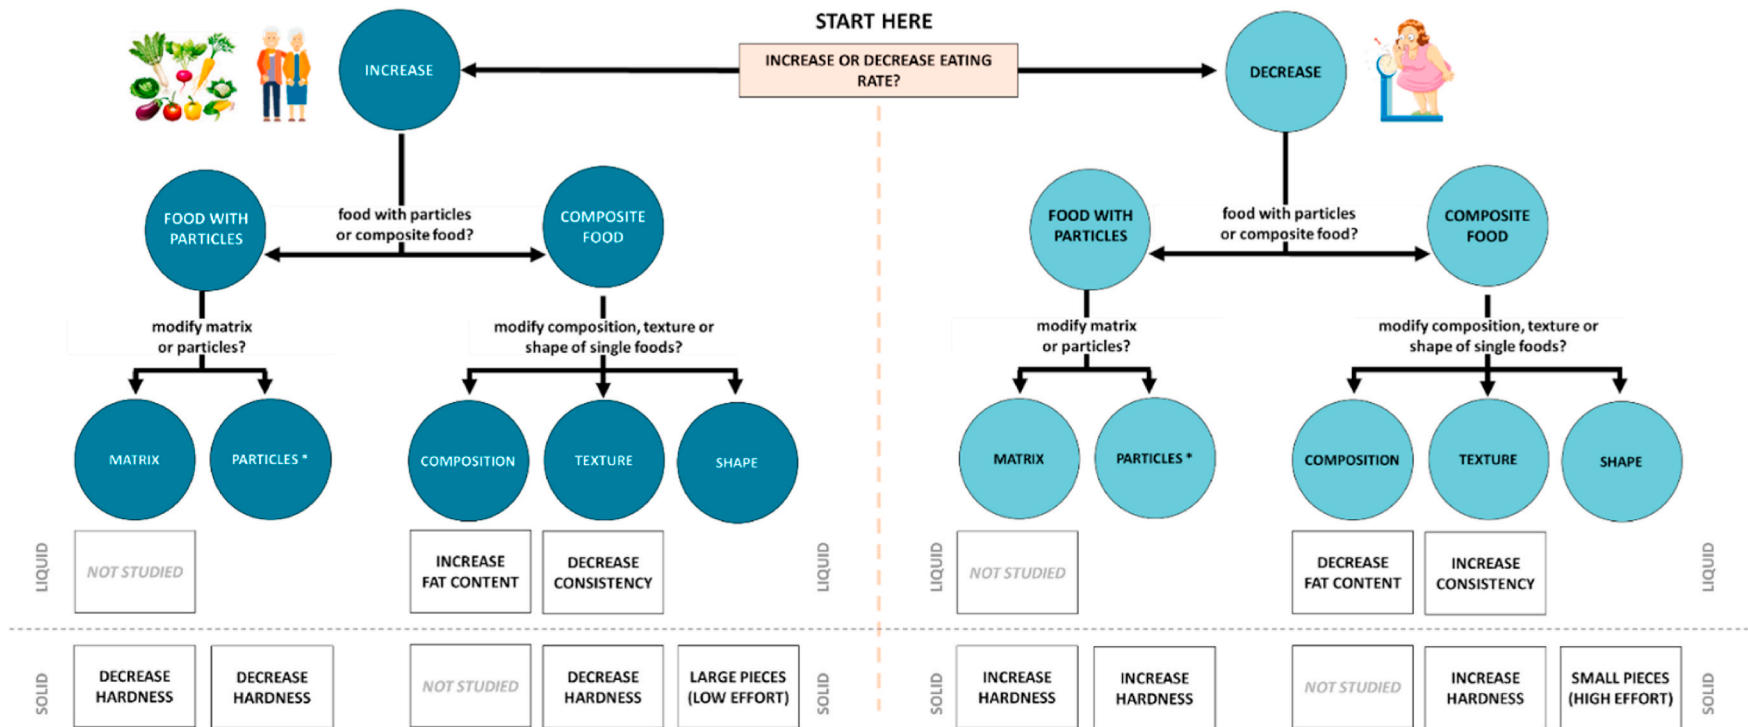 START HERE
INCREASE OR DECREASE EATING
RATE?
INCREASE
DECREASE
FOOD WITH
PARTICLES
food with particles
or composite food?
COMPOSITE
FOOD
FOOD WITH
PARTICLES
food with particles
or composite food?
COMPOSITE
FOOD
modify matrix
or particles?
modify composition, texture or
shape of single foods?
modify matrix
or particles?
modify composition, texture or
shape of single foods?
MATRIX
PARTICLES *
COMPOSITION
TEXTURE
SHAPE
MATRIX
PARTICLES *
COMPOSITION
TEXTURE
SHAPE
LIQUID
NOT STUDIED
INCREASE
FAT CONTENT
DECREASE
CONSISTENCY
LIQUID
LIQUID
NOT STUDIED
DECREASE
FAT CONTENT
INCREASE
CONSISTENCY
LIQUID
SOLID
DECREASE
HARDNESS
DECREASE
HARDNESS
NOT STUDIED
DECREASE
HARDNESS
LARGE PIECES
(LOW EFFORT)
SOLID
SOLID
INCREASE
HARDNESS
INCREASE
HARDNESS
NOT STUDIED
INCREASE
HARDNESS
SMALL PIECES
(HIGH EFFORT)
SOLID